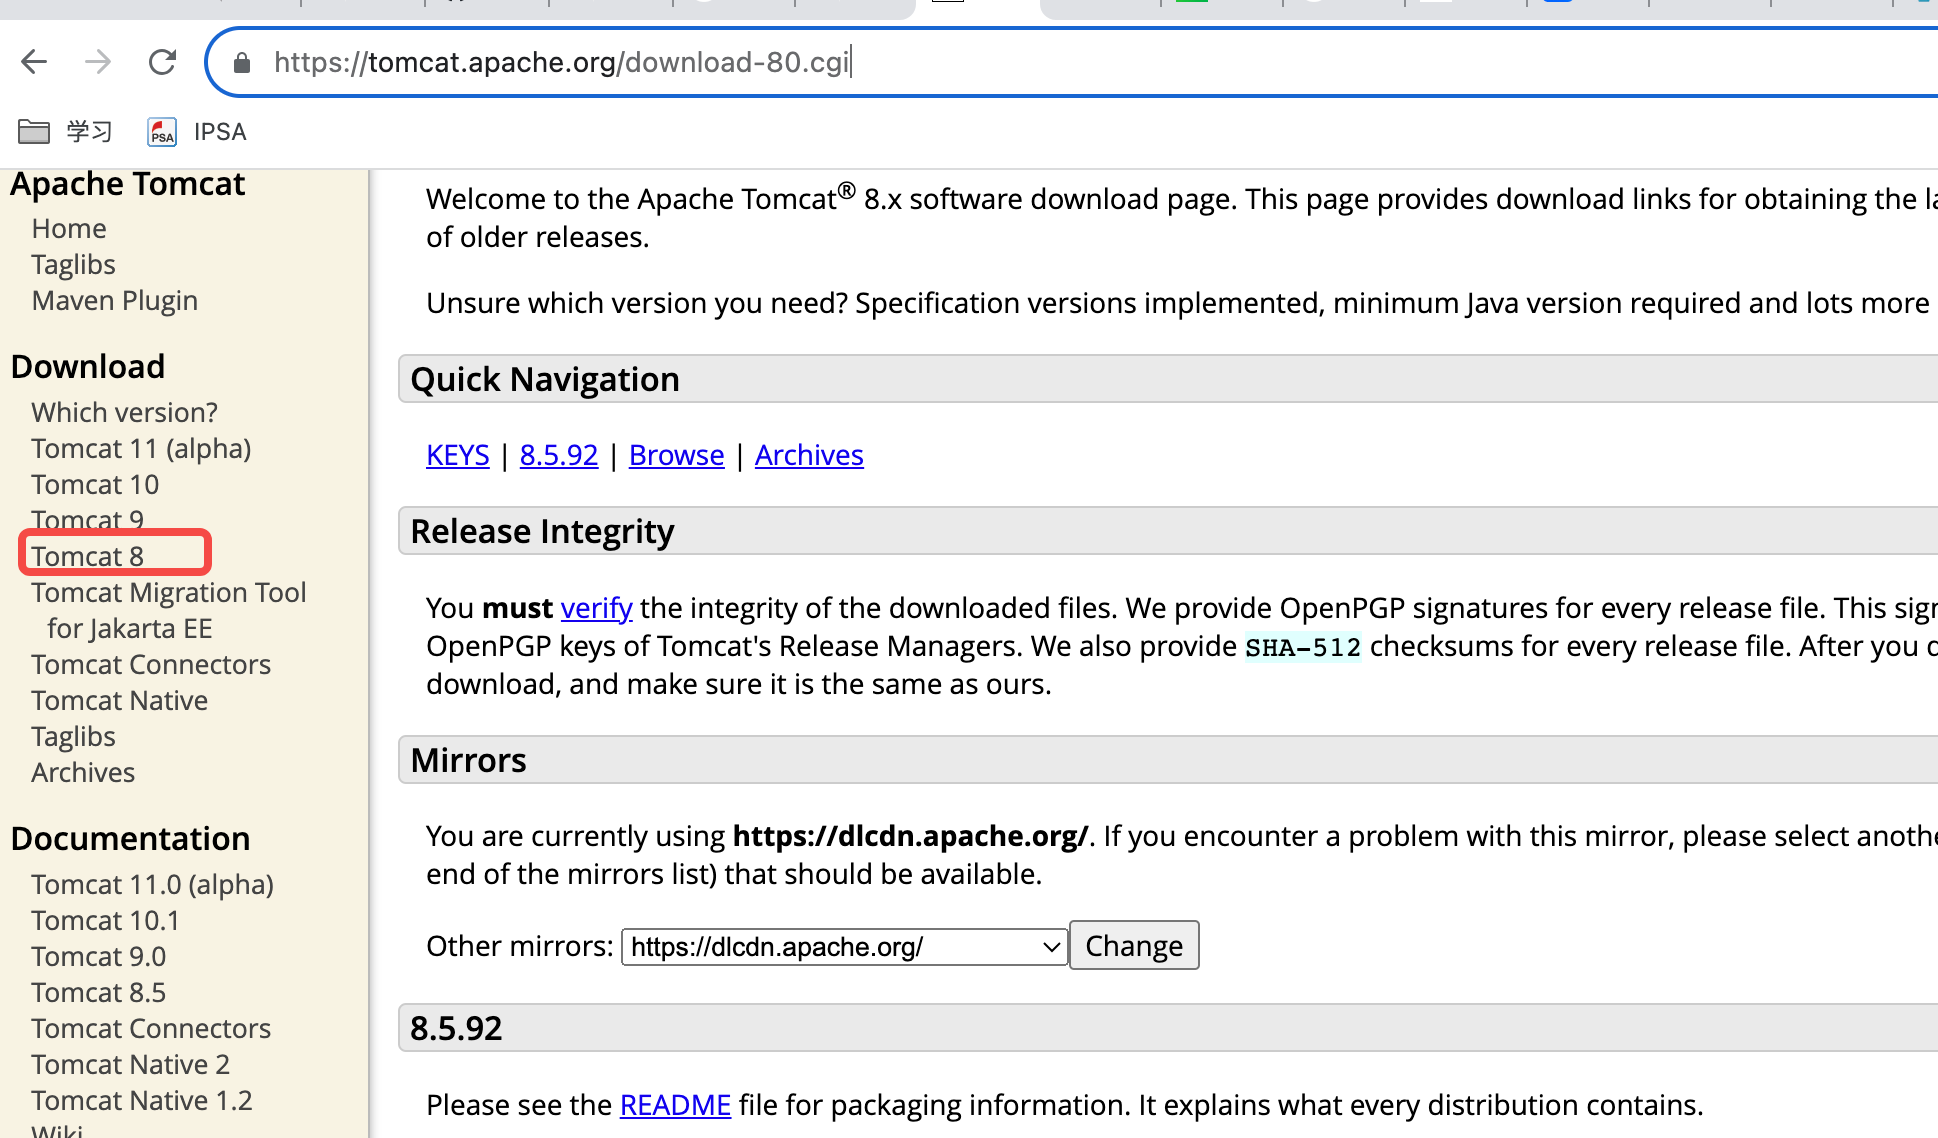 https://tomcat.apache.org/download-80.cgi
学习 PSA IPSA
Apache Tomcat
Home
Taglibs
Maven Plugin
Download
Which version?
Tomcat 11 (alpha)
Tomcat 10
Tomcat 9
Tomcat 8
Tomcat Migration Tool
for Jakarta EE
Tomcat Connectors
Tomcat Native
Taglibs
Archives
Documentation
Tomcat 11.0 (alpha)
Tomcat 10.1
Tomcat 9.0
Tomcat 8.5
Tomcat Connectors
Tomcat Native 2
Tomcat Native 1.2
Wiki
Welcome to the Apache Tomcat® 8.x software download page. This page provides download links for obtaining the
of older releases.
Unsure which version you need? Specification versions implemented, minimum Java version required and lots more
Quick Navigation
KEYS | 8.5.92 | Browse | Archives
Release Integrity
You must verify the integrity of the downloaded files. We provide OpenPGP signatures for every release file. This
OpenPGP keys of Tomcat's Release Managers. We also provide SHA-512 checksums for every release file. After you
download, and make sure it is the same as ours.
Mirrors
You are currently using https://dlcdn.apache.org/. If you encounter a problem with this mirror, please select
end of the mirrors list) that should be available.
Other mirrors: https://dlcdn.apache.org/ Change
8.5.92
Please see the README file for packaging information. It explains what every distribution contains.